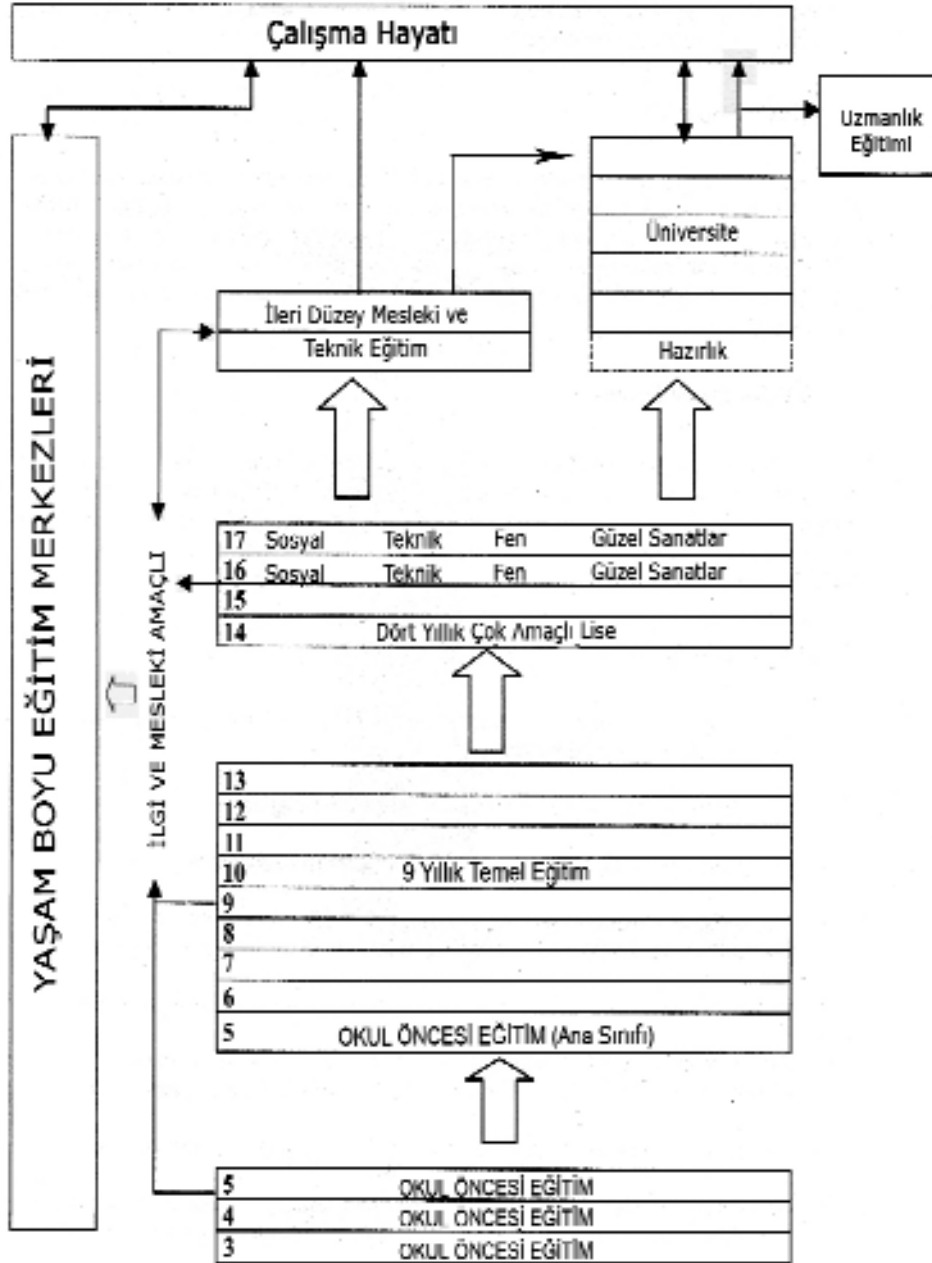 Çalışma Hayatı
Uzmanlık
Eğitimi
Üniversite
İleri Düzey Mesleki ve
Teknik Eğitim
Hazırlık
YAŞAM BOYU EĞİTİM MERKEZLERİ
İLGİ VE MESLEKİ AMAÇLI
17 Sosyal Teknik Fen Güzel Sanatlar
16 Sosyal Teknik Fen Güzel Sanatlar
15
14 Dört Yıllık Çok Amaçlı Lise
13
12
11
10 9 Yıllık Temel Eğitim
9
8
7
6
5 OKUL ÖNCESİ EĞİTİM (Ana Sınıfı)
5 OKUL ÖNCESİ EĞİTİM
4 OKUL ÖNCESİ EĞİTİM
3 OKUL ÖNCESİ EĞİTİM